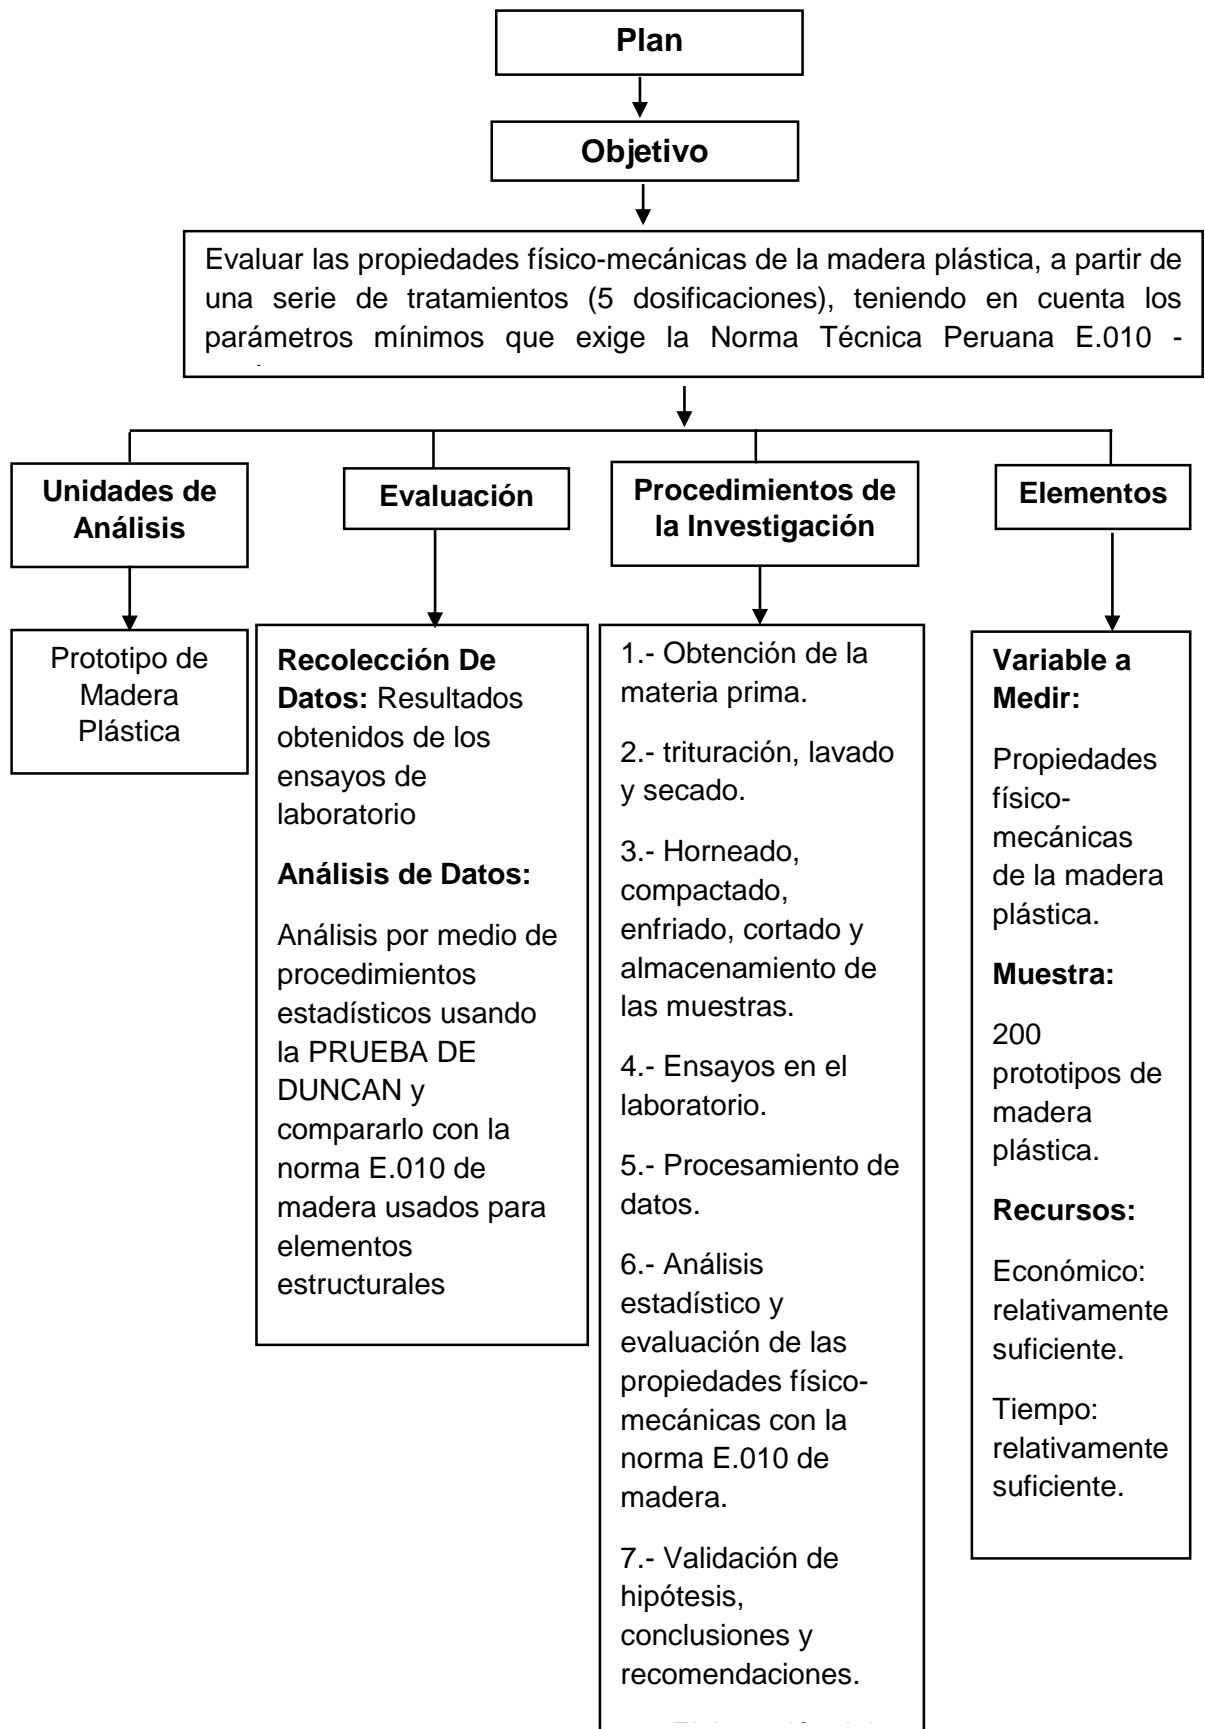 Plan
Objetivo
Evaluar las propiedades físico-mecánicas de la madera plástica, a partir de
una serie de tratamientos (5 dosificaciones), teniendo en cuenta los
parámetros mínimos que exige la Norma Técnica Peruana E.010 -
Unidades de
Análisis
Evaluación
Procedimientos de
la Investigación
Elementos
Prototipo de
Madera
Plástica
Recolección De
Datos: Resultados
obtenidos de los
ensayos de
laboratorio
Análisis de Datos:
Análisis por medio de
procedimientos
estadísticos usando
la PRUEBA DE
DUNCAN y
compararlo con la
norma E.010 de
madera usados para
elementos
estructurales
1.- Obtención de la
materia prima.
2.- trituración, lavado
y secado.
3.- Horneado,
compactado,
enfriado, cortado y
almacenamiento de
las muestras.
4.- Ensayos en el
laboratorio.
5.- Procesamiento de
datos.
6.- Análisis
estadístico y
evaluación de las
propiedades físico-
mecánicas con la
norma E.010 de
madera.
7.- Validación de
hipótesis,
conclusiones y
recomendaciones.
Variable a
Medir:
Propiedades
físico-
mecánicas
de la madera
plástica.
Muestra:
200
prototipos de
madera
plástica.
Recursos:
Económico:
relativamente
suficiente.
Tiempo:
relativamente
suficiente.